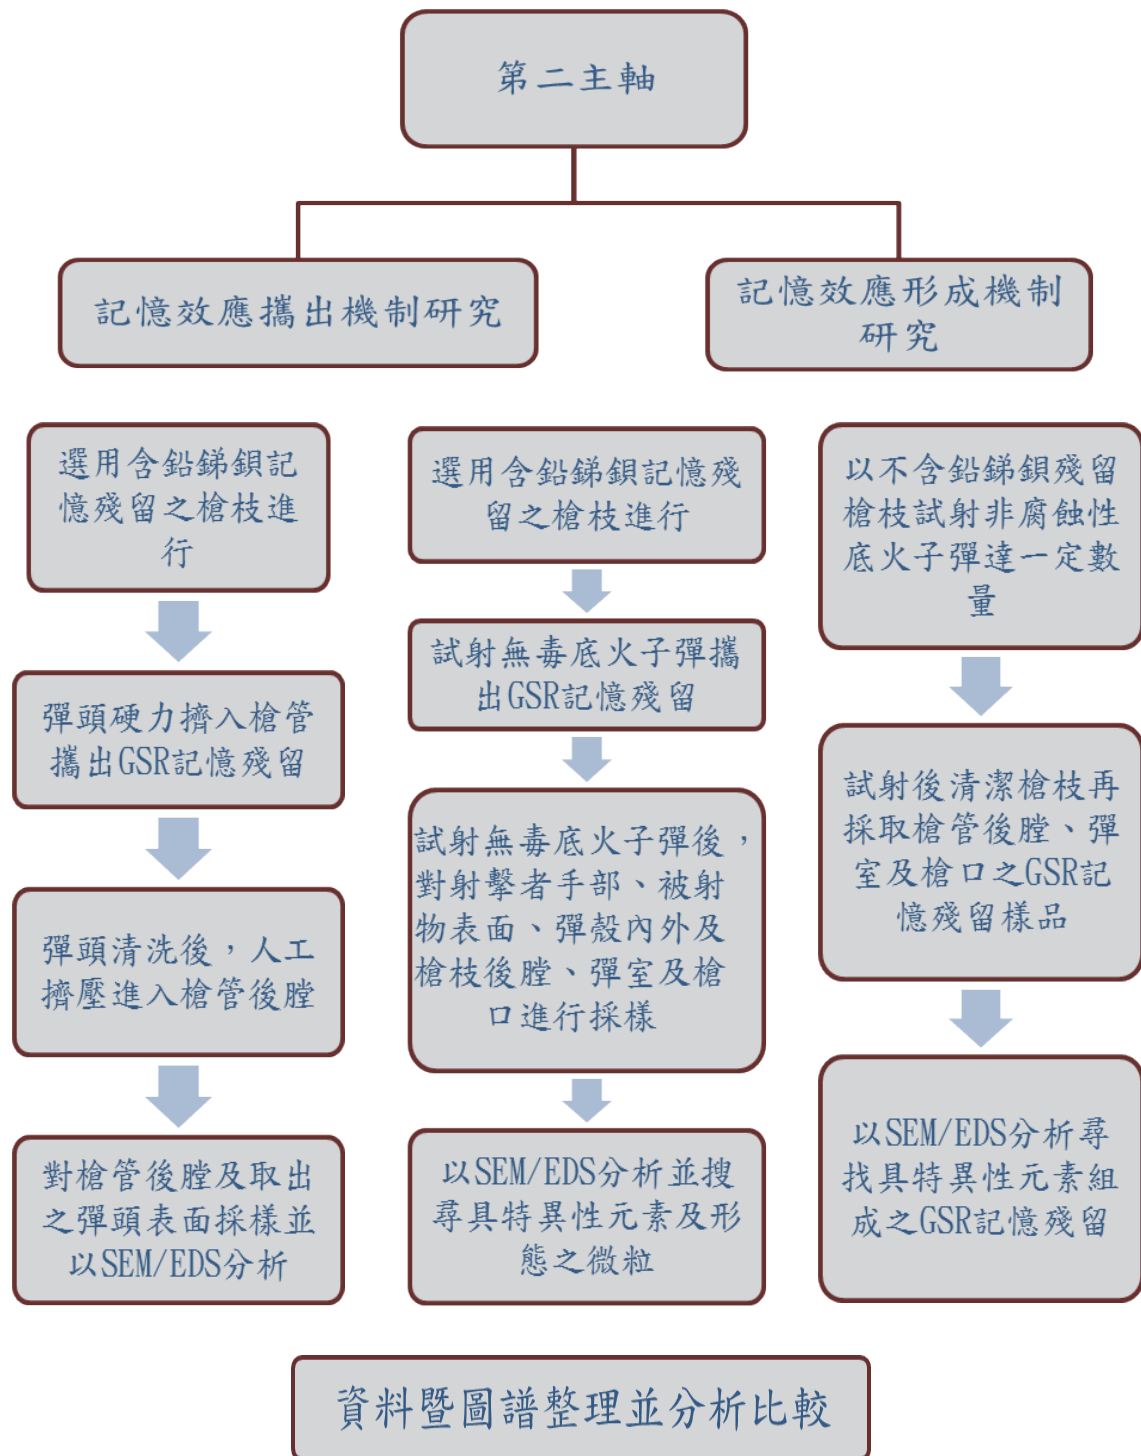 第二主軸
記憶效應攜出機制研究
記憶效應形成機制
研究
選用含鉛銻鋇記
憶殘留之槍枝進
行
彈頭硬力擠入槍管
攜出GSR記憶殘留
彈頭清洗後，人工
擠壓進入槍管後膛
對槍管後膛及取出
之彈頭表面採樣並
以SEM/EDS分析
選用含鉛銻鋇記憶殘
留之槍枝進行
試射無毒底火子彈攜
出GSR記憶殘留
試射無毒底火子彈後，
對射擊者手部、被射
物表面、彈殼內外及
槍枝後膛、彈室及槍
口進行採樣
以SEM/EDS分析並搜
尋具特異性元素及形
態之微粒
以不含鉛銻鋇殘留
槍枝試射非腐蝕性
底火子彈達一定數
量
試射後清潔槍枝再
採取槍管後膛、彈
室及槍口之GSR記
憶殘留樣品
以SEM/EDS分析尋
找具特異性元素組
成之GSR記憶殘留
資料暨圖譜整理並分析比較